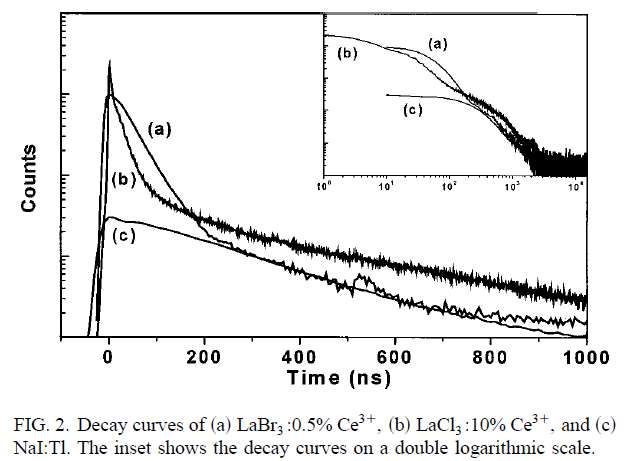 (a)
(b)
(c)
10⁰ 10¹ 10² 10³ 10⁴
(a)
(b)
(c)
Counts
0 200 400 600 800 1000
Time (ns)
FIG. 2. Decay curves of (a) LaBr₃:0.5% Ce³⁺, (b) LaCl₃:10% Ce³⁺, and (c)
NaI:Tl. The inset shows the decay curves on a double logarithmic scale.